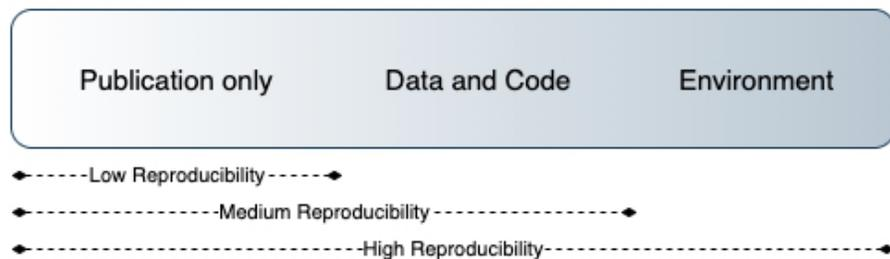 Publication only Data and Code Environment
Low Reproducibility
Medium Reproducibility
High Reproducibility